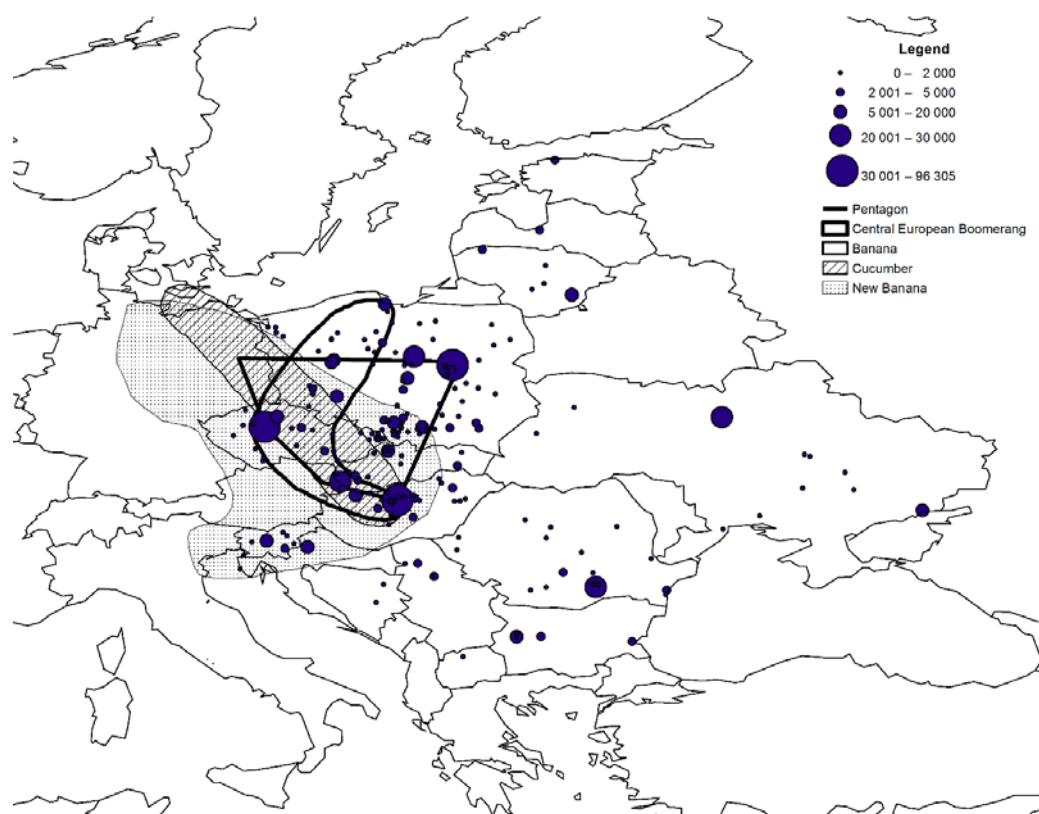 Legend
0 – 2 000
2 001 – 5 000
5 001 – 20 000
20 001 – 30 000
30 001 – 96 305
Pentagon
Central European Boomerang
Banana
Cucumber
New Banana